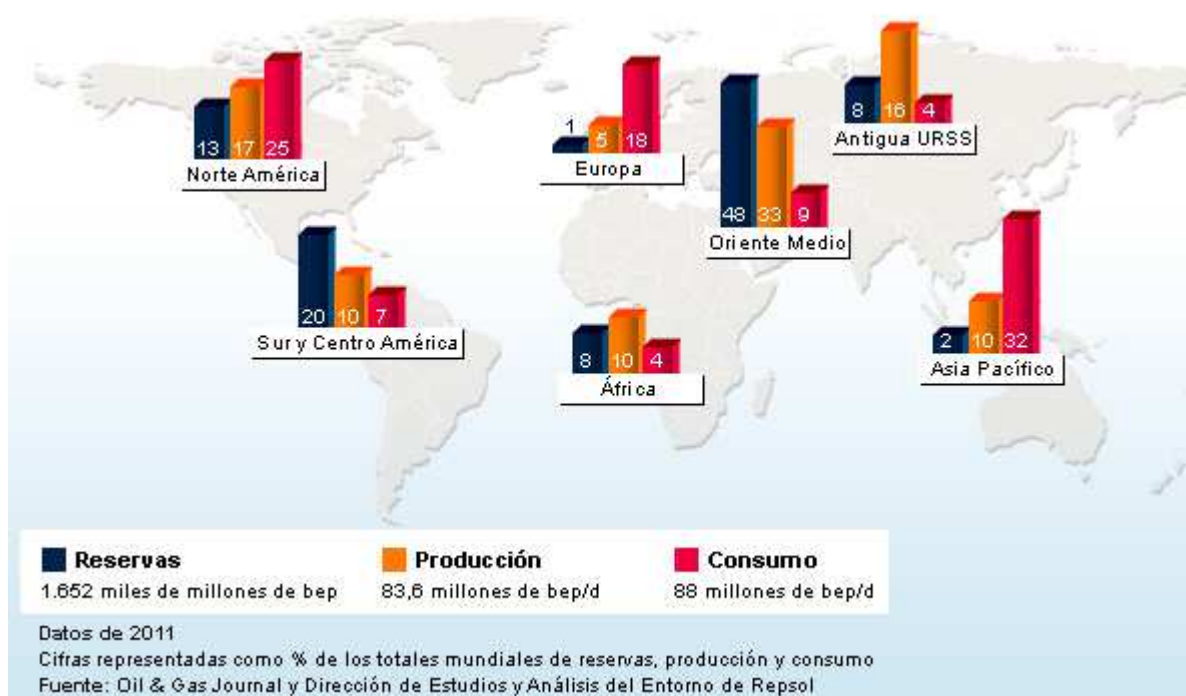 13 17 25
Norte América
1 5 18
Europa
8 16 4
Antigua URSS
48 33 9
Oriente Medio
20 10 7
Sur y Centro América
8 10 4
África
2 10 32
Asia Pacífico
Reservas
1.652 miles de millones de bep
Producción
83,6 millones de bep/d
Consumo
88 millones de bep/d
Datos de 2011
Cifras representadas como % de los totales mundiales de reservas, producción y consumo
Fuente: Oil & Gas Journal y Dirección de Estudios y Análisis del Entorno de Repsol